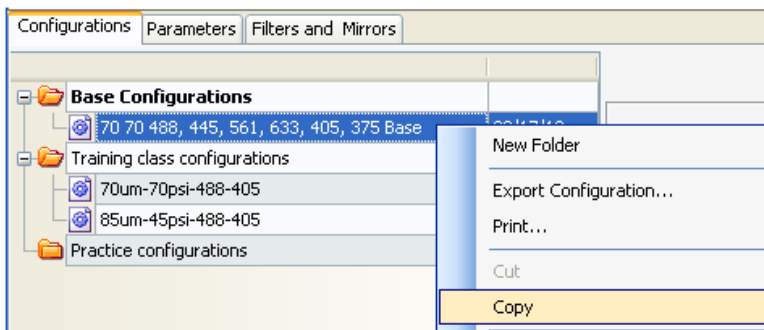 Configurations Parameters Filters and Mirrors
Base Configurations
70 70 488, 445, 561, 633, 405, 375 Base
Training class configurations
70um-70psi-488-405
85um-45psi-488-405
Practice configurations
New Folder
Export Configuration...
Print...
Cut
Copy